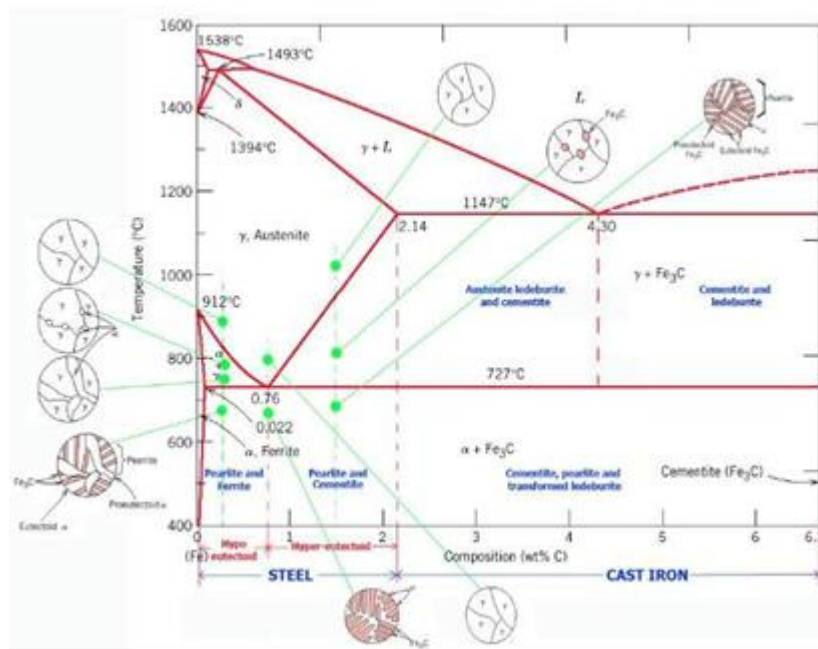 1600
1538°C
1493°C
δ
1400
1394°C
γ + L
L
Fe₃C
Pearlite
Proeutectoid
Fe₃C
Eutectoid Fe₃C
γ
1200
1147°C
2.14
4.30
γ, Austenite
1000
Temperature (°C)
912°C
Austenite ledeburite
and cementite
γ + Fe₃C
Cementite and
ledeburite
800
727°C
0.76
0.022
600
α, Ferrite
α + Fe₃C
Cementite (Fe₃C)
Pearlite and
Ferrite
Pearlite and
Cementite
Cementite, pearlite and
transformed ledeburite
Pearlite
Fe₃C
Proeutectoid α
Eutectoid α
400
0
1
2
3
4
5
6
6.
(Fe)
Hypo
eutectoid
Hyper-eutectoid
Composition (wt% C)
STEEL
CAST IRON
Fe₃C